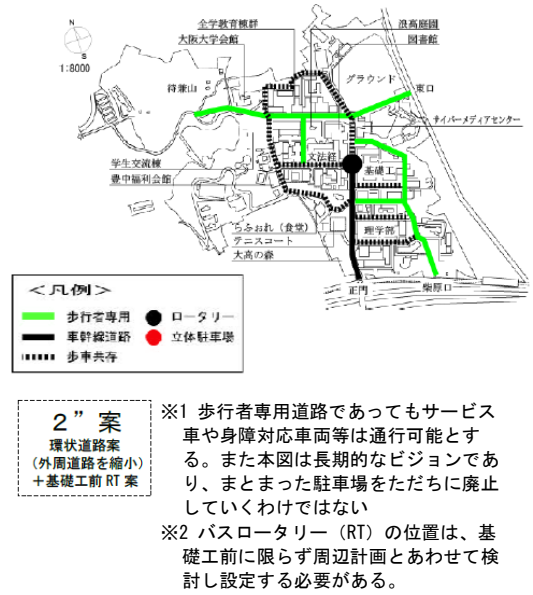 全学教育棟群
浪高庭園
大阪大学会館
図書館
N
S
1:8000
待兼山
グラウンド
東口
サイバーメディアセンター
文法経
基礎工
学生交流棟
豊中福利会館
理学部
らふぉれ（食堂）
テニスコート
大高の森
正門
柴原口
＜凡例＞
歩行者専用
ロータリー
車幹線道路
立体駐車場
歩車共存
２”案
環状道路案
（外周道路を縮小）
＋基礎工前 RT 案
※1 歩行者専用道路であってもサービス
車や身障対応車両等は通行可能とす
る。また本図は長期的なビジョンであ
り、まとまった駐車場をただちに廃止
していくわけではない
※2 バスロータリー（RT）の位置は、基
礎工前に限らず周辺計画とあわせて検
討し設定する必要がある。